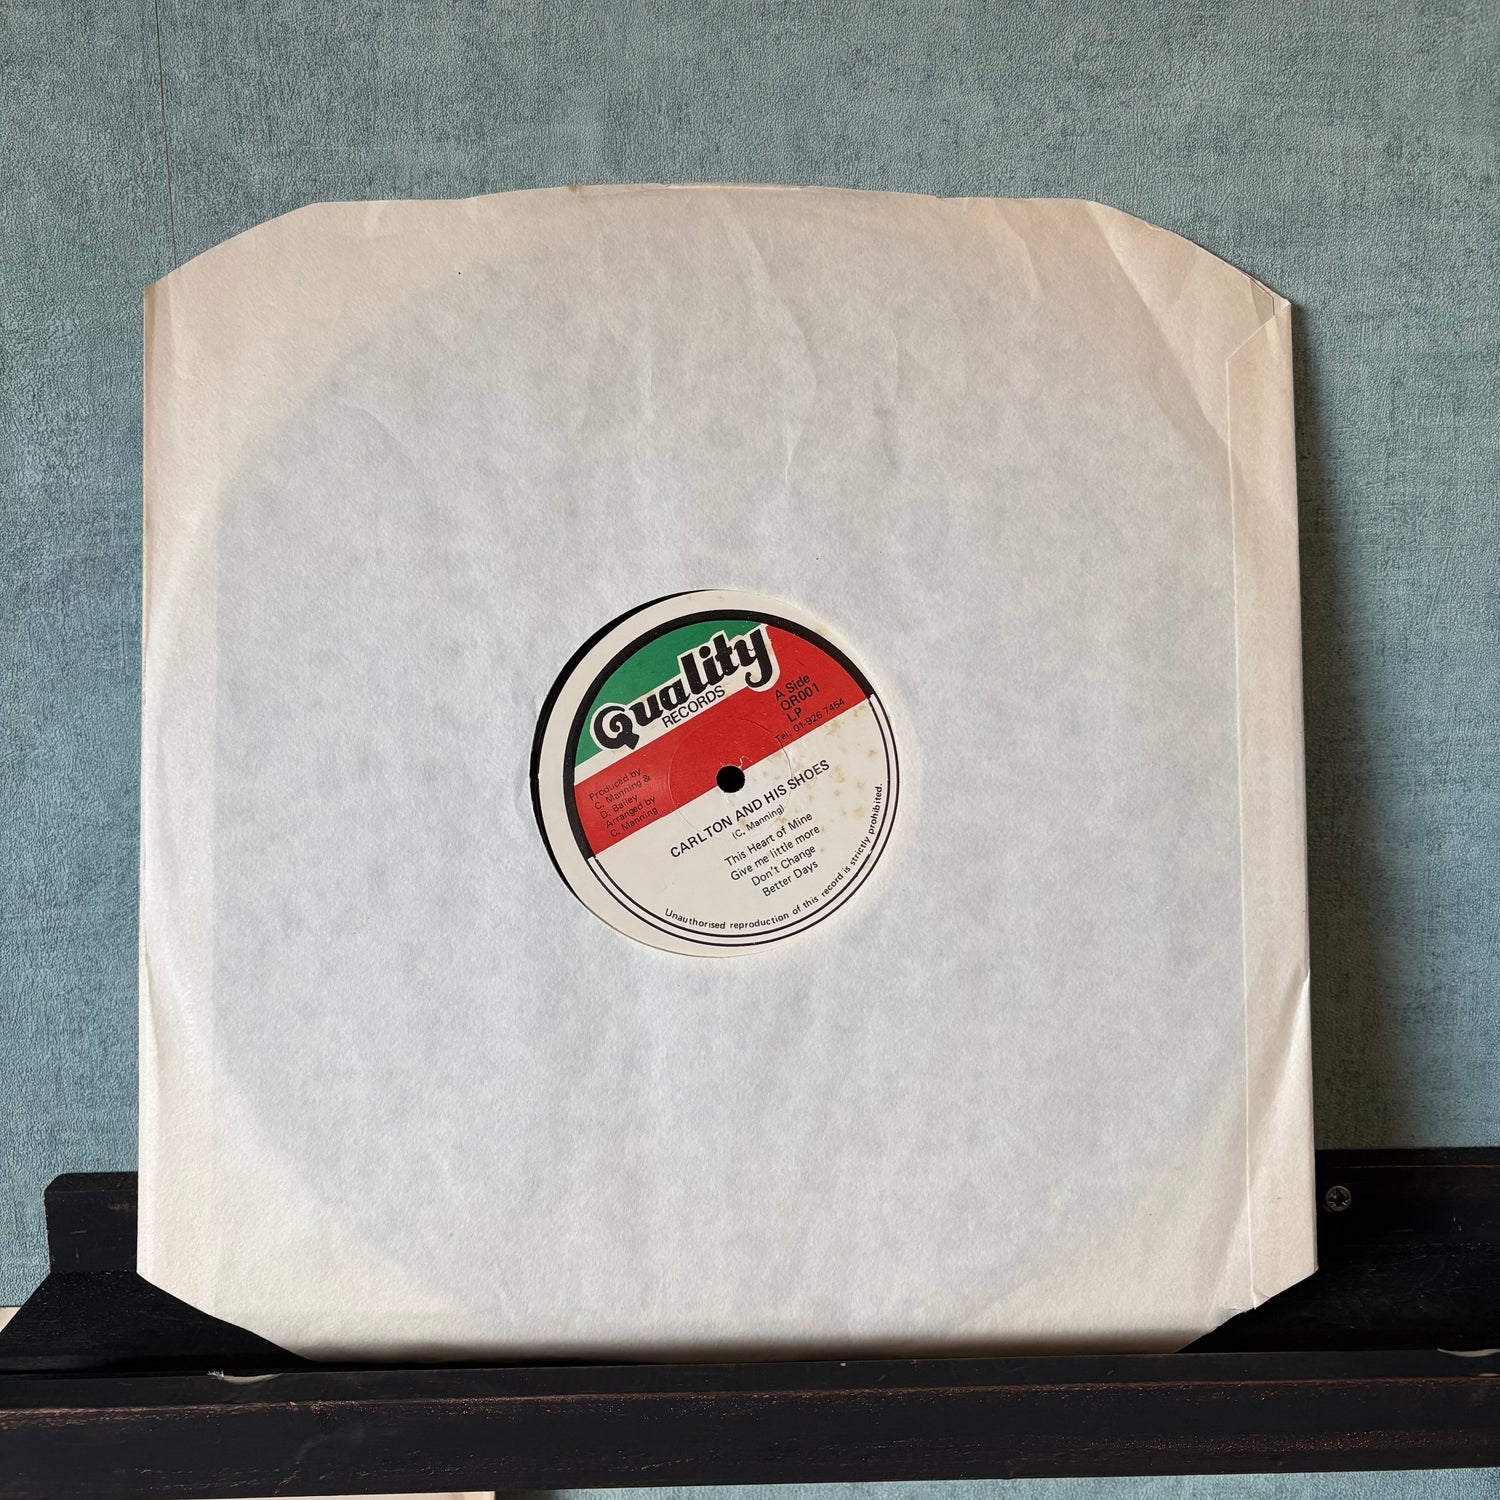 Quality
RECORDS
A Side
QR001
LP
Tel: 01-926 7454
Produced by
C. Manning &
D. Bailey
Arranged by
C. Manning
CARLTON AND HIS SHOES
(C. Manning)
This Heart of Mine
Give me little more
Don't Change
Better Days
Unauthorised reproduction of this record is strictly prohibited.